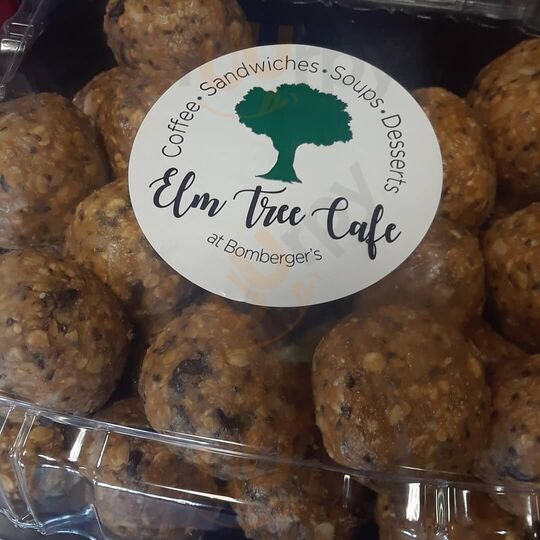 Coffee • Sandwiches • Soups • Desserts
Elm Tree Cafe
at Bomberger's